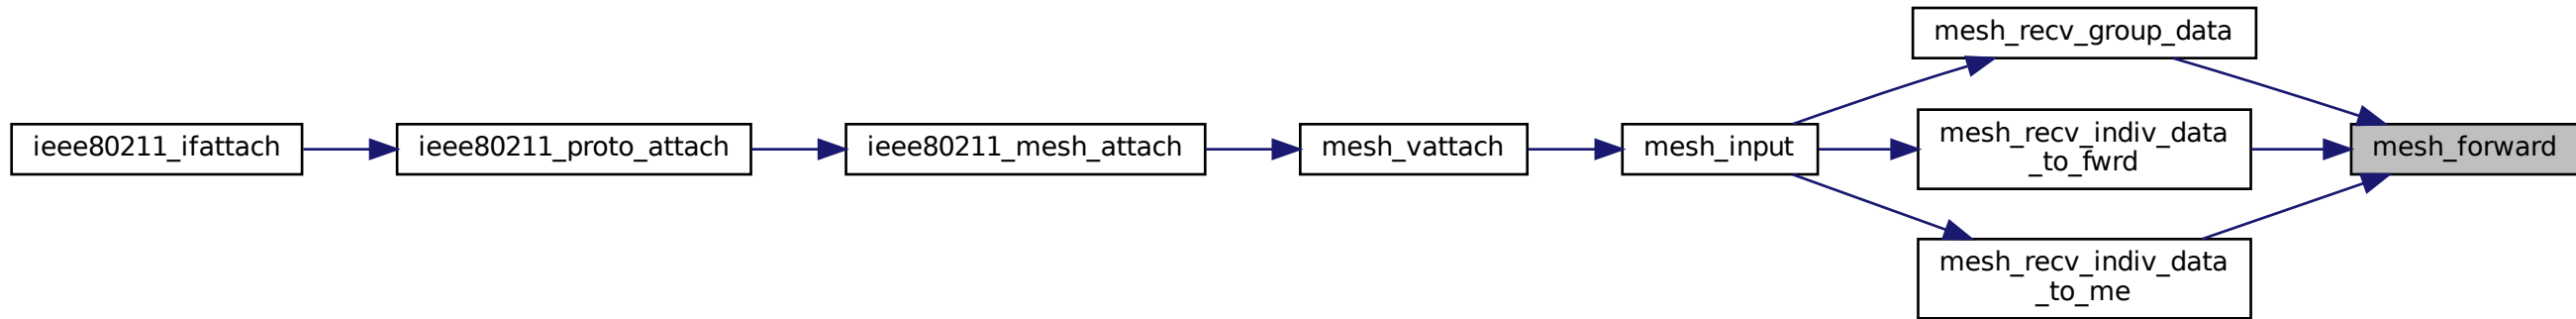 mesh_recv_group_data
ieee80211_ifattach
ieee80211_proto_attach
ieee80211_mesh_attach
mesh_vattach
mesh_input
mesh_recv_indiv_data
_to_fwrd
mesh_forward
mesh_recv_indiv_data
_to_me